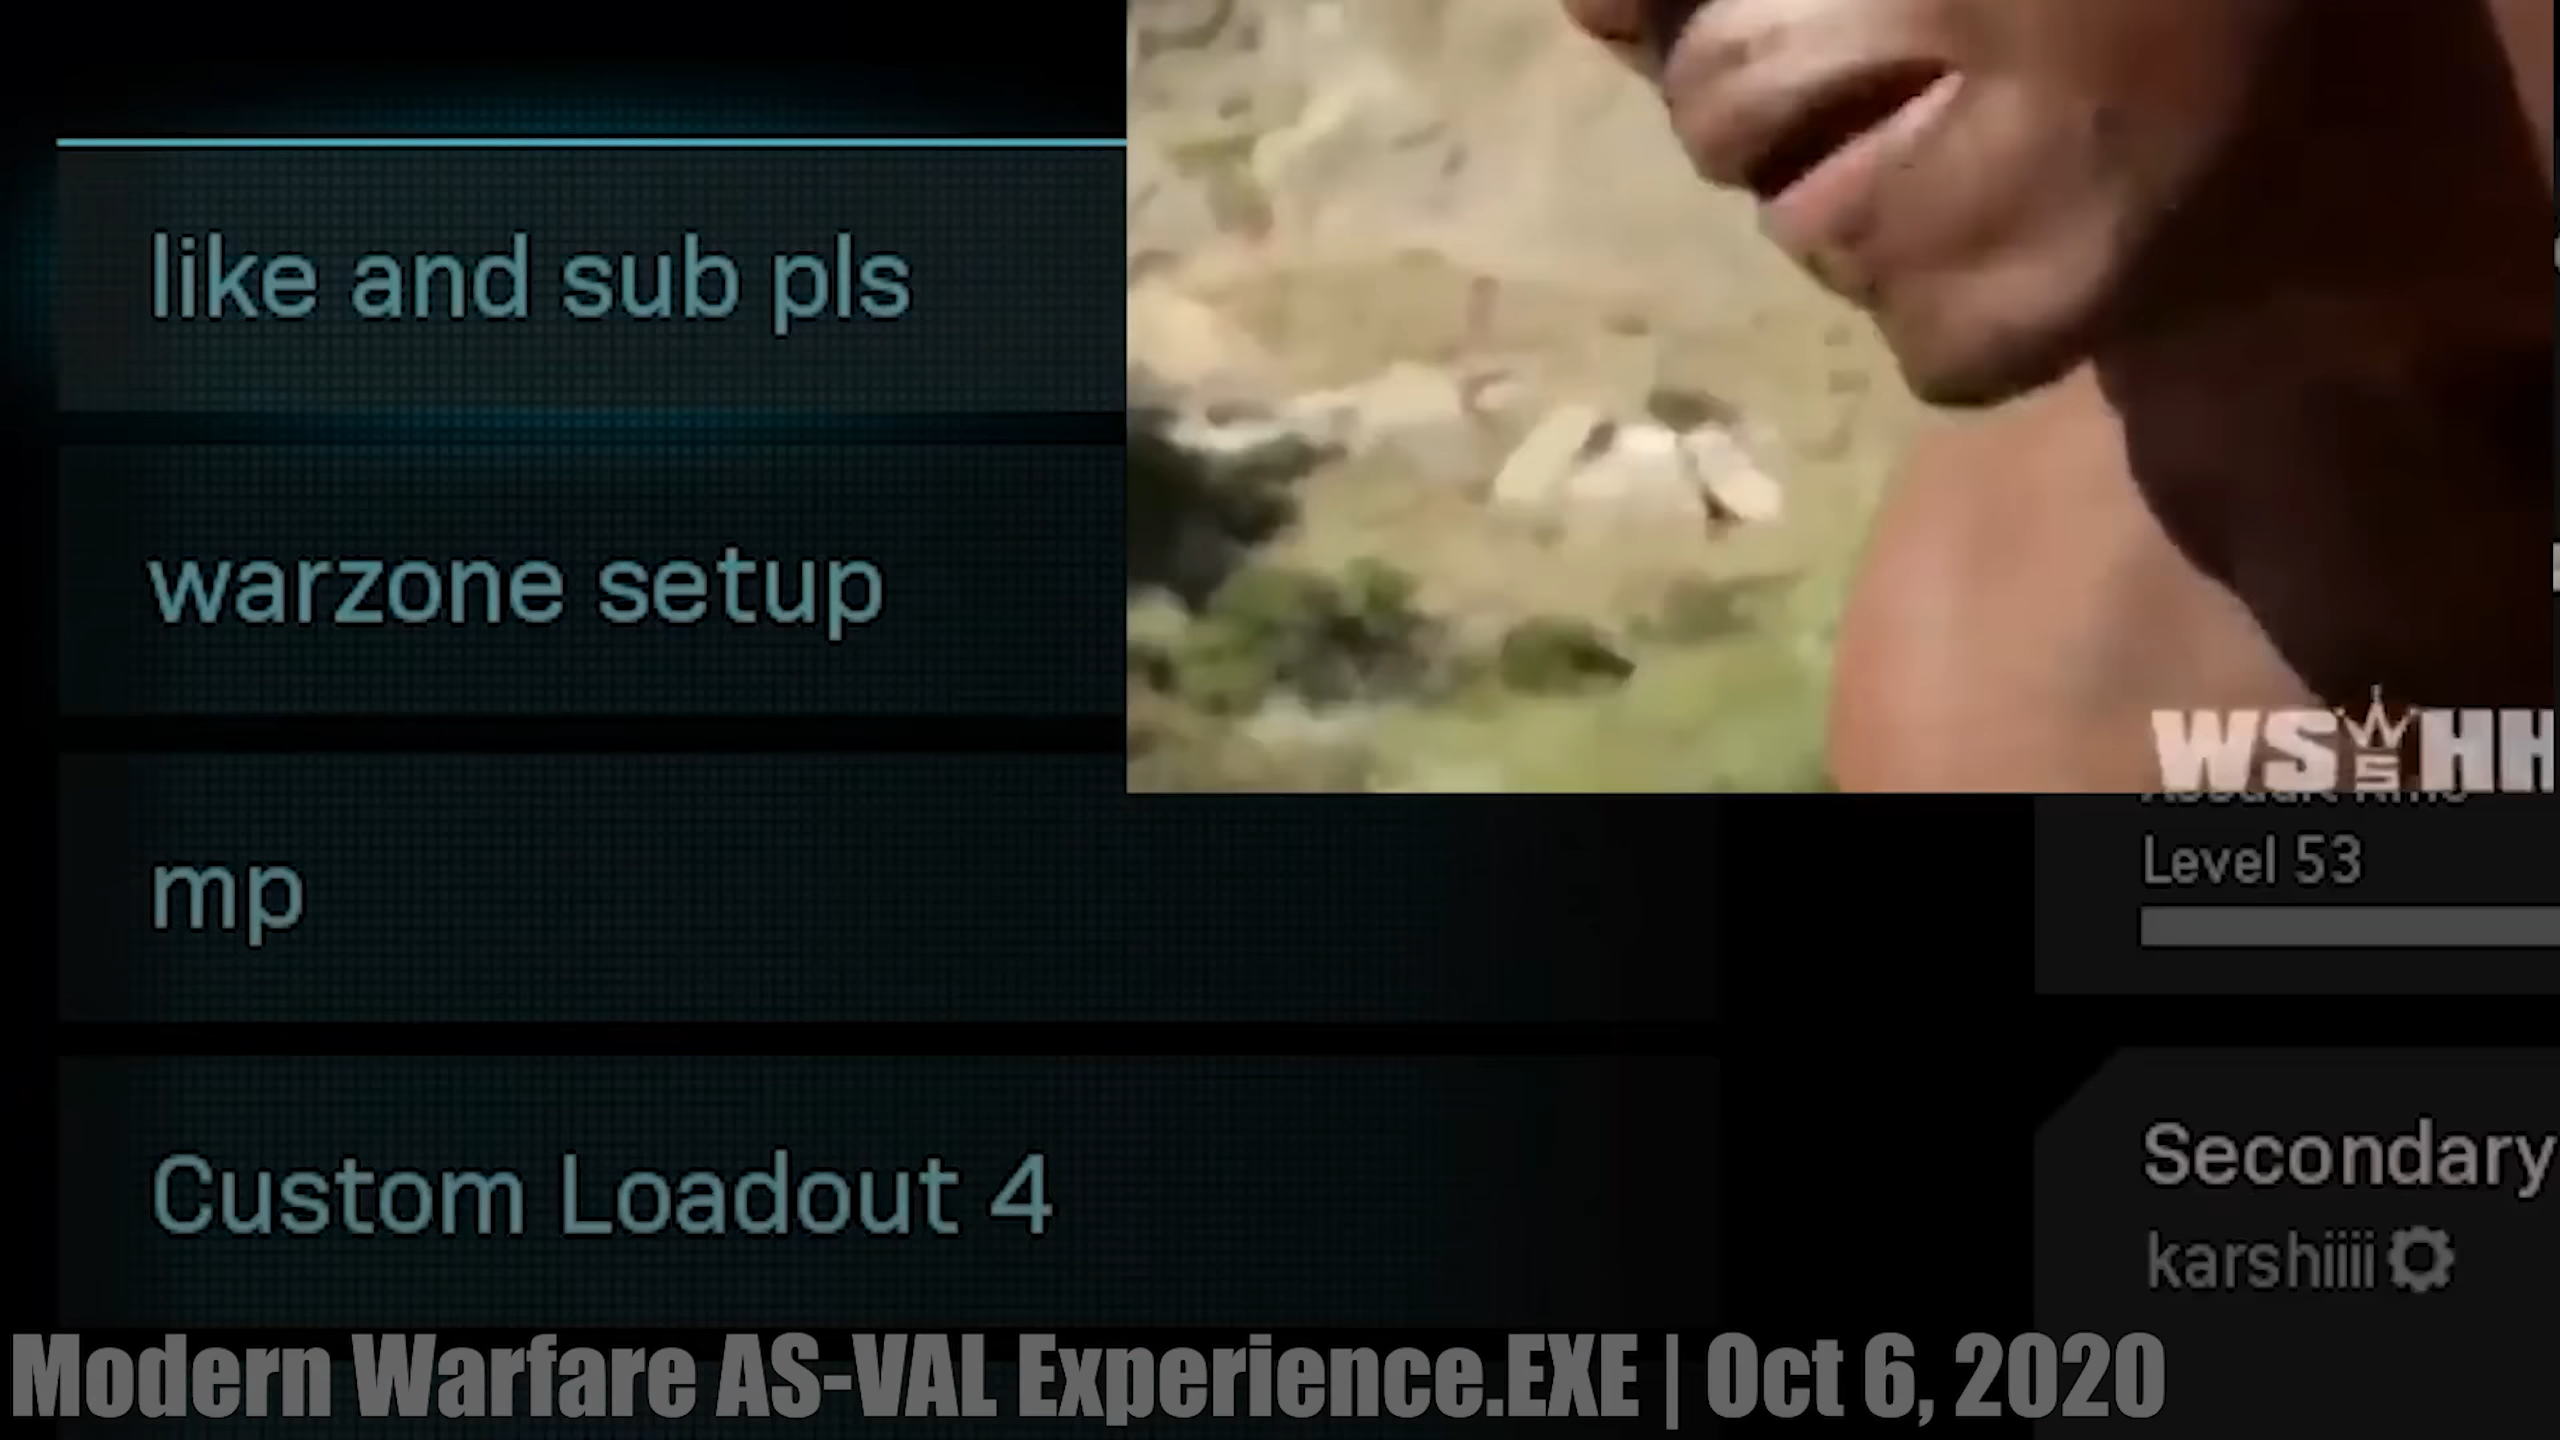 like and sub pls
warzone setup
mp
Custom Loadout 4
WSHH
Level 53
Secondary
karshiiii
Modern Warfare AS-VAL Experience.EXE | Oct 6, 2020